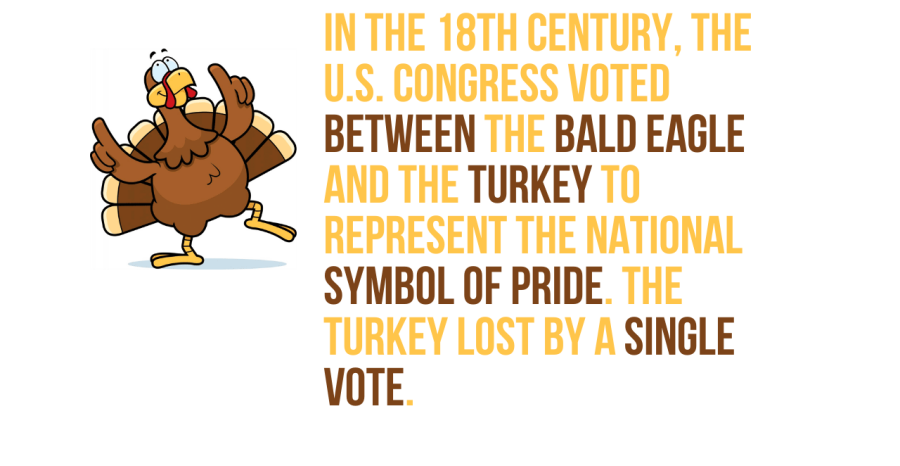 IN THE 18TH CENTURY, THE
U.S. CONGRESS VOTED
BETWEEN THE BALD EAGLE
AND THE TURKEY TO
REPRESENT THE NATIONAL
SYMBOL OF PRIDE. THE
TURKEY LOST BY A SINGLE
VOTE.